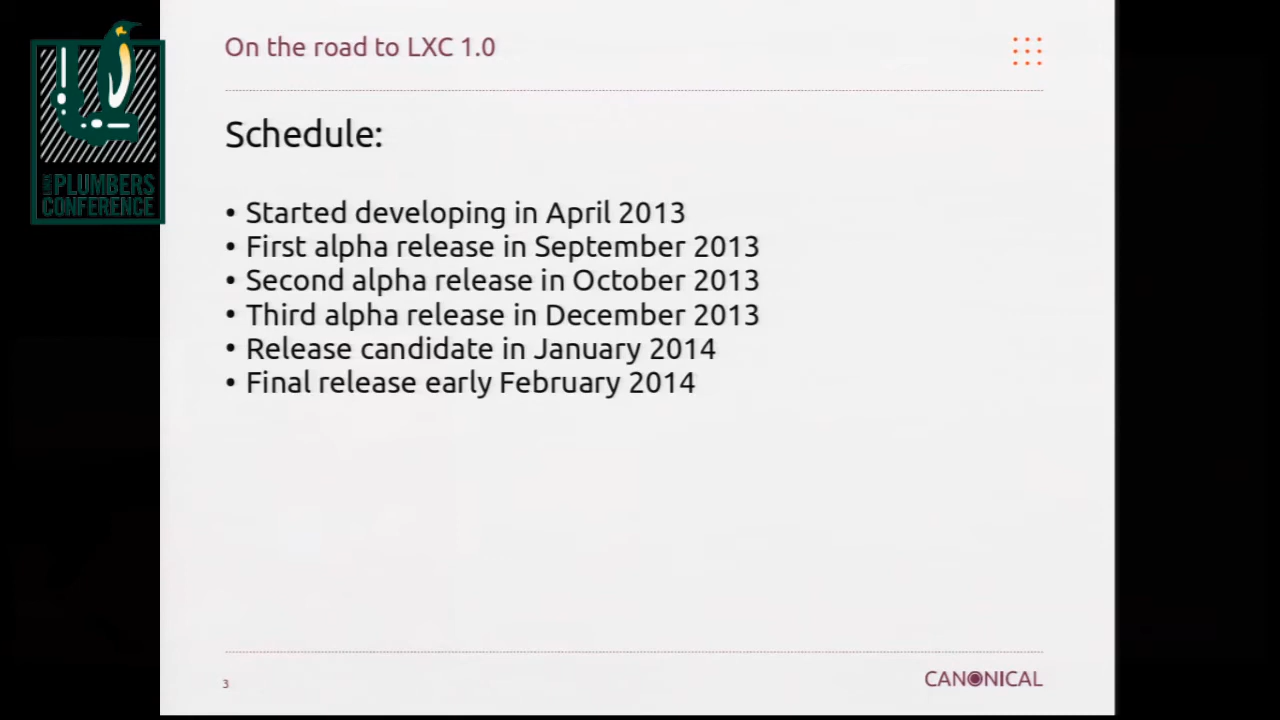 On the road to LXC 1.0
LINUX
PLUMBERS
CONFERENCE
Schedule:
• Started developing in April 2013
• First alpha release in September 2013
• Second alpha release in October 2013
• Third alpha release in December 2013
• Release candidate in January 2014
• Final release early February 2014
3
CANONICAL